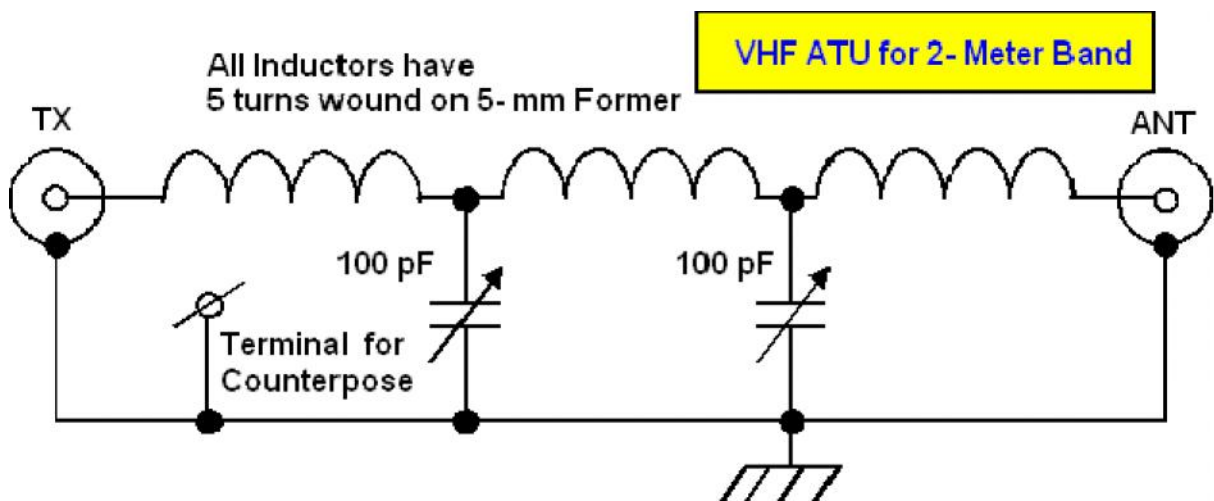 VHF ATU for 2- Meter Band
All Inductors have
5 turns wound on 5- mm Former
TX
ANT
100 pF
100 pF
Terminal for
Counterpose